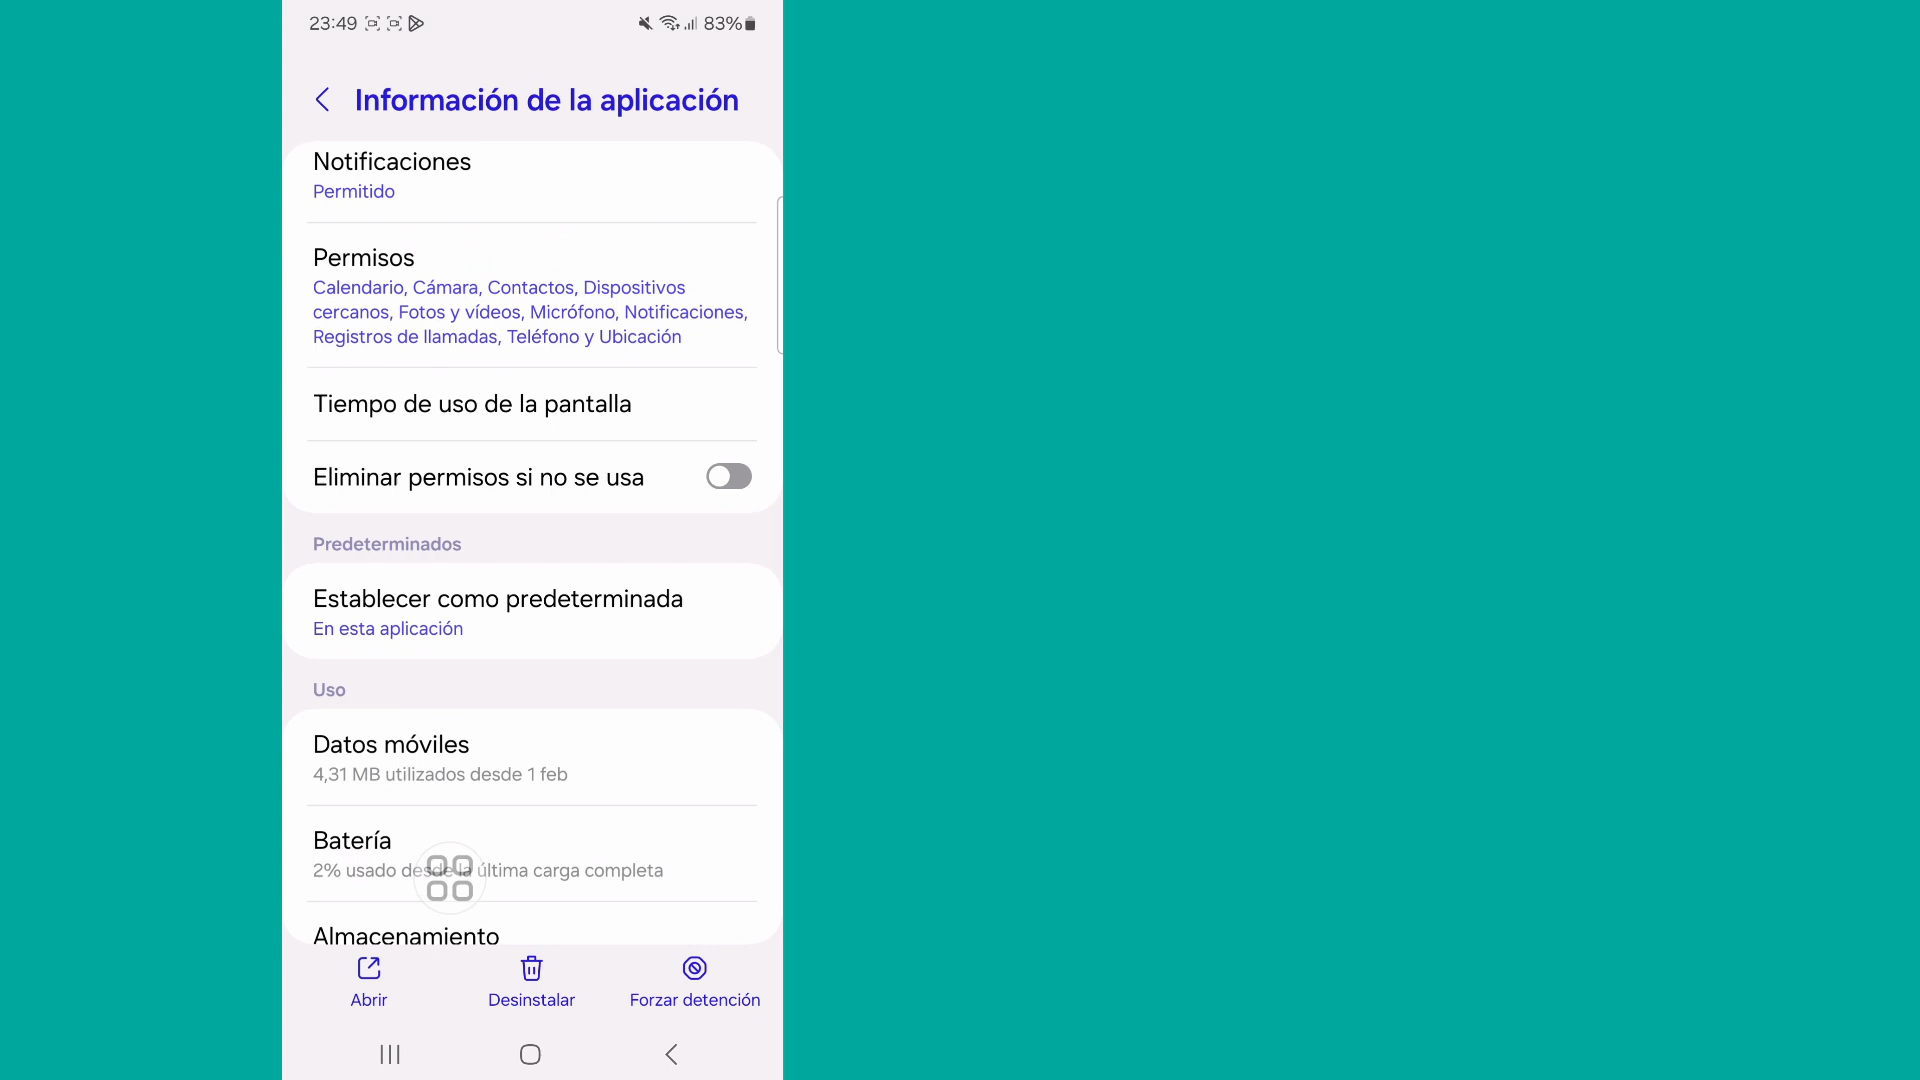 23:49
83%
Información de la aplicación
Notificaciones
Permitido
Permisos
Calendario, Cámara, Contactos, Dispositivos
cercanos, Fotos y vídeos, Micrófono, Notificaciones,
Registros de llamadas, Teléfono y Ubicación
Tiempo de uso de la pantalla
Eliminar permisos si no se usa
Predeterminados
Establecer como predeterminada
En esta aplicación
Uso
Datos móviles
4,31 MB utilizados desde 1 feb
Batería
2% usado desde la última carga completa
Almacenamiento
Abrir
Desinstalar
Forzar detención